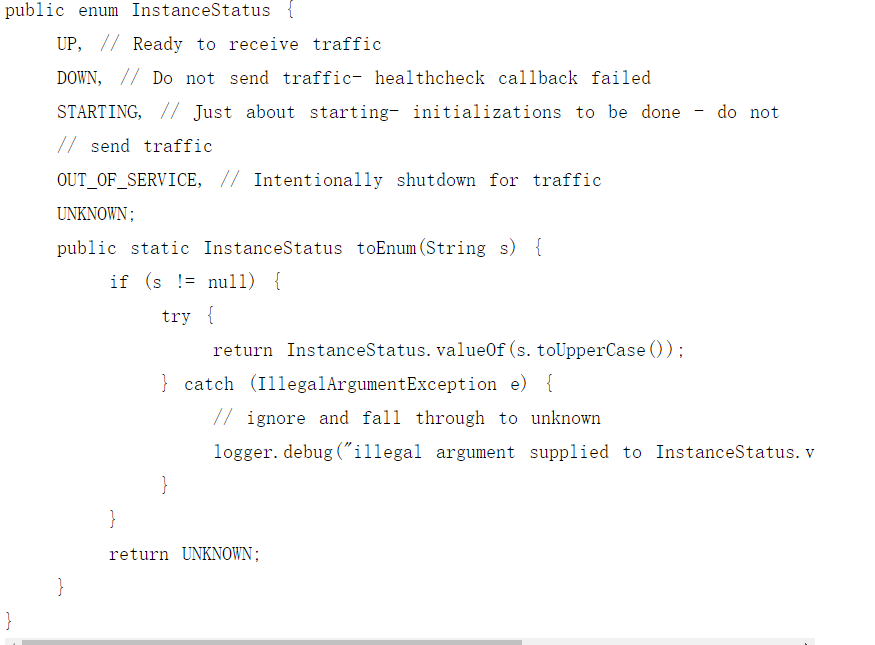 public enum InstanceStatus {
UP, // Ready to receive traffic
DOWN, // Do not send traffic- healthcheck callback failed
STARTING, // Just about starting- initializations to be done - do not
// send traffic
OUT_OF_SERVICE, // Intentionally shutdown for traffic
UNKNOWN;
public static InstanceStatus toEnum(String s) {
if (s != null) {
try {
return InstanceStatus.valueOf(s.toUpperCase());
} catch (IllegalArgumentException e) {
// ignore and fall through to unknown
logger.debug("illegal argument supplied to InstanceStatus.v
}
}
return UNKNOWN;
}
}